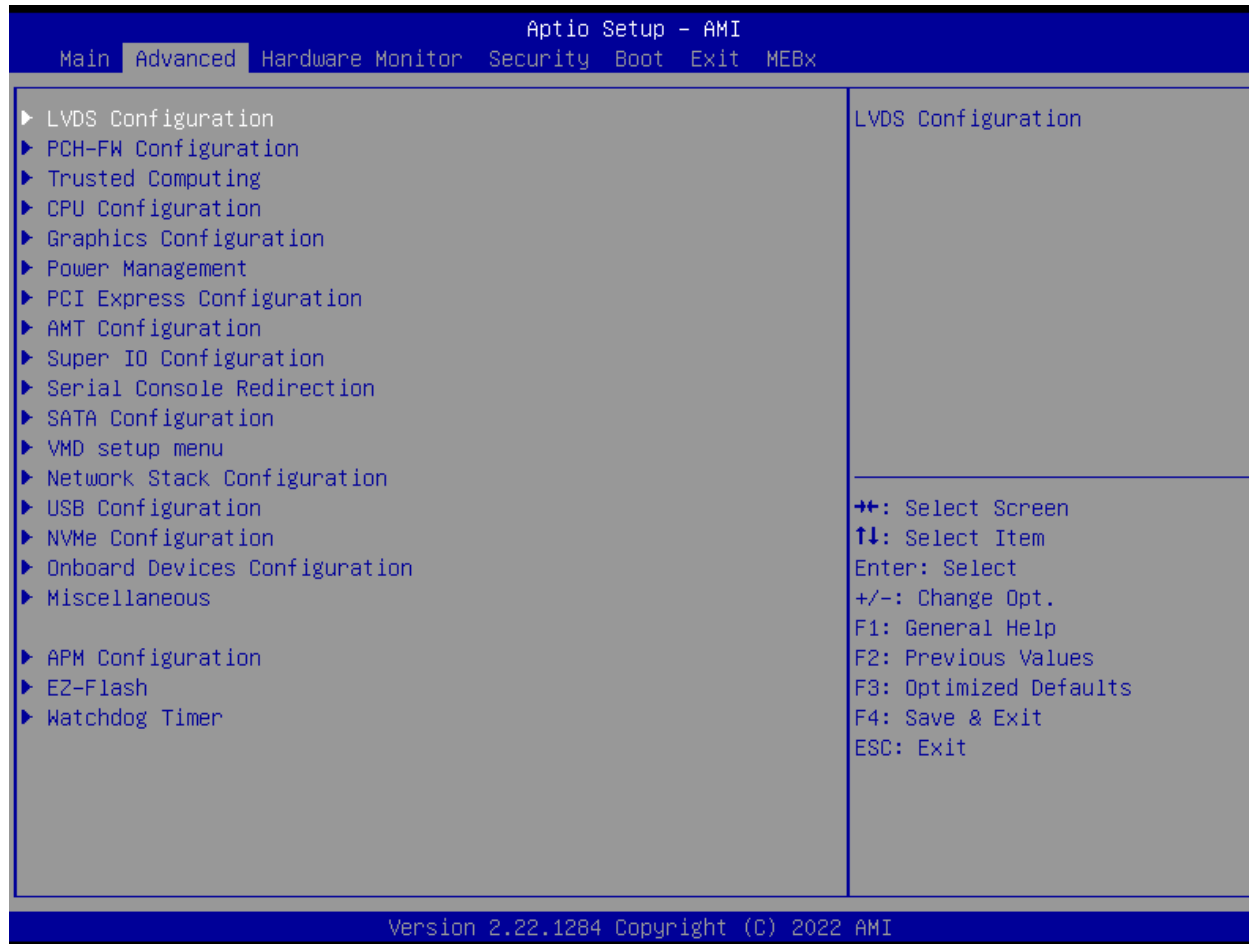 Aptio Setup - AMI
Main Advanced Hardware Monitor Security Boot Exit MEBx
LVDS Configuration
PCH-FW Configuration
Trusted Computing
CPU Configuration
Graphics Configuration
Power Management
PCI Express Configuration
AMT Configuration
Super IO Configuration
Serial Console Redirection
SATA Configuration
VMD setup menu
Network Stack Configuration
USB Configuration
NVMe Configuration
Onboard Devices Configuration
Miscellaneous
APM Configuration
EZ-Flash
Watchdog Timer
LVDS Configuration
→←: Select Screen
↑↓: Select Item
Enter: Select
+/-: Change Opt.
F1: General Help
F2: Previous Values
F3: Optimized Defaults
F4: Save & Exit
ESC: Exit
Version 2.22.1284 Copyright (C) 2022 AMI